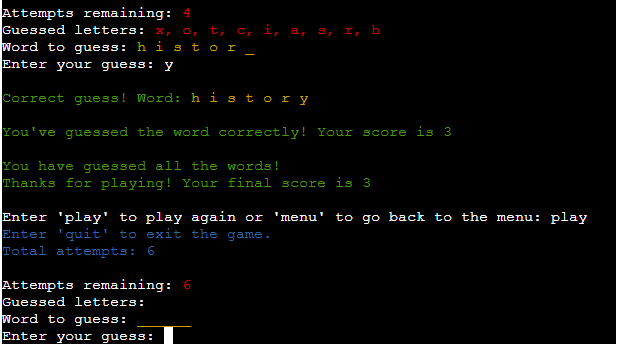 Attempts remaining: 4
Guessed letters: x, o, t, c, i, a, s, r, h
Word to guess: h i s t o r _
Enter your guess: y
Correct guess! Word: h i s t o r y
You've guessed the word correctly! Your score is 3
You have guessed all the words!
Thanks for playing! Your final score is 3
Enter 'play' to play again or 'menu' to go back to the menu: play
Enter 'quit' to exit the game.
Total attempts: 6
Attempts remaining: 6
Guessed letters:
Word to guess: ______
Enter your guess: